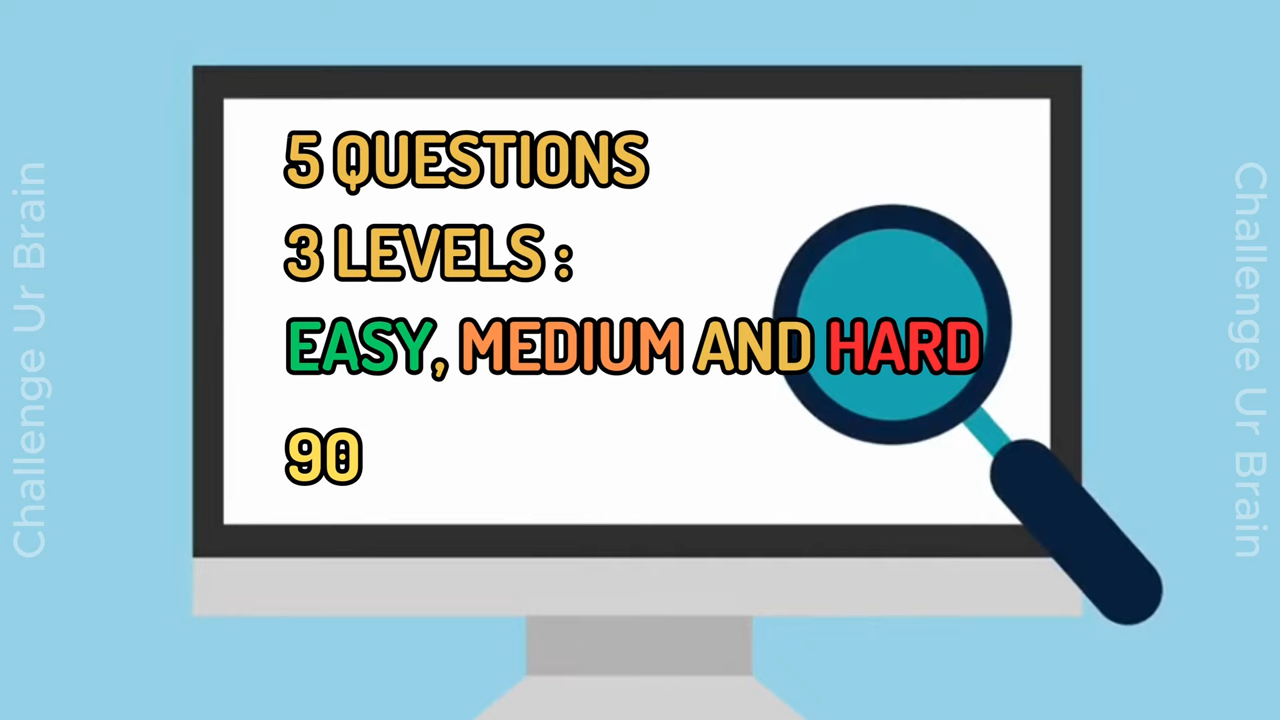 5 QUESTIONS
3 LEVELS :
EASY, MEDIUM AND HARD
90
Challenge Ur Brain
Challenge Ur Brain